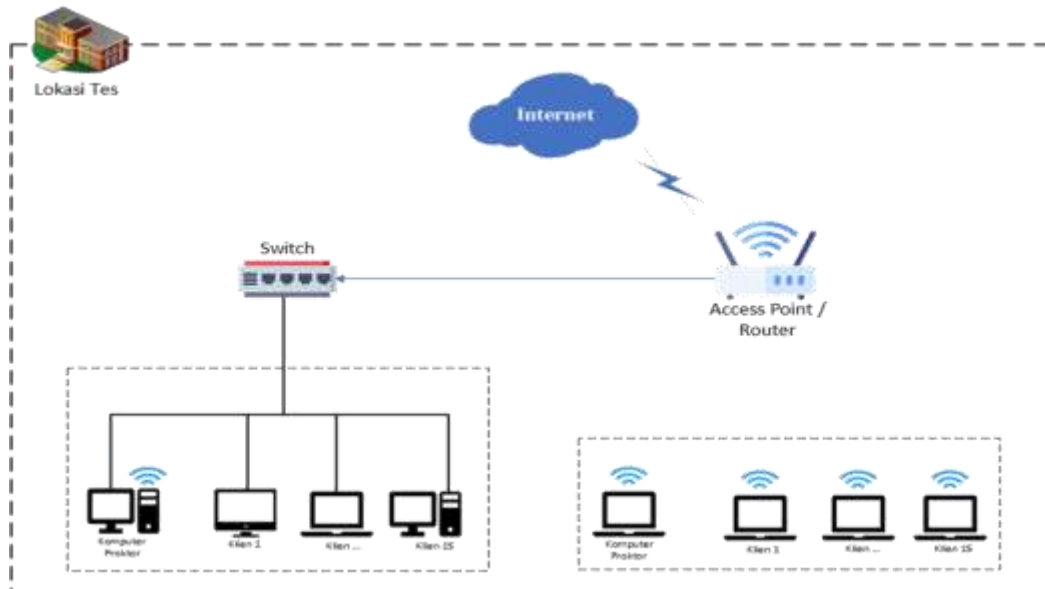 Lokasi Tes
Internet
Switch
Access Point /
Router
Komputer
Proktor
Klien 1
Klien ...
Klien 15
Komputer
Proktor
Klien 1
Klien ...
Klien 15